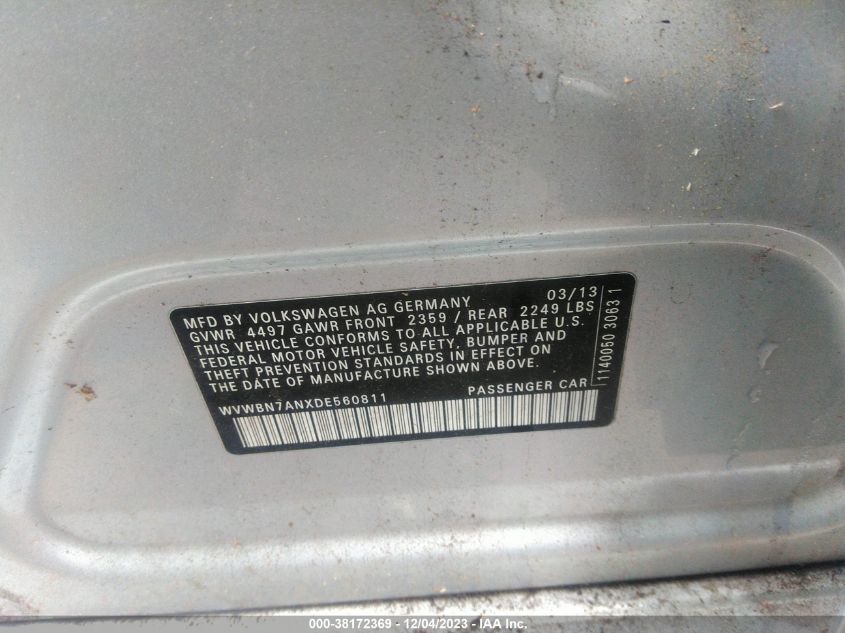 MFD BY VOLKSWAGEN AG GERMANY 03/13
GVWR 4497 GAWR FRONT 2359 / REAR 2249 LBS
THIS VEHICLE CONFORMS TO ALL APPLICABLE U.S.
FEDERAL MOTOR VEHICLE SAFETY, BUMPER AND
THEFT PREVENTION STANDARDS IN EFFECT ON
THE DATE OF MANUFACTURE SHOWN ABOVE.
WVWBN7ANXDE560811 PASSENGER CAR
1140050 3063 1
000-38172369 - 12/04/2023 - IAA Inc.